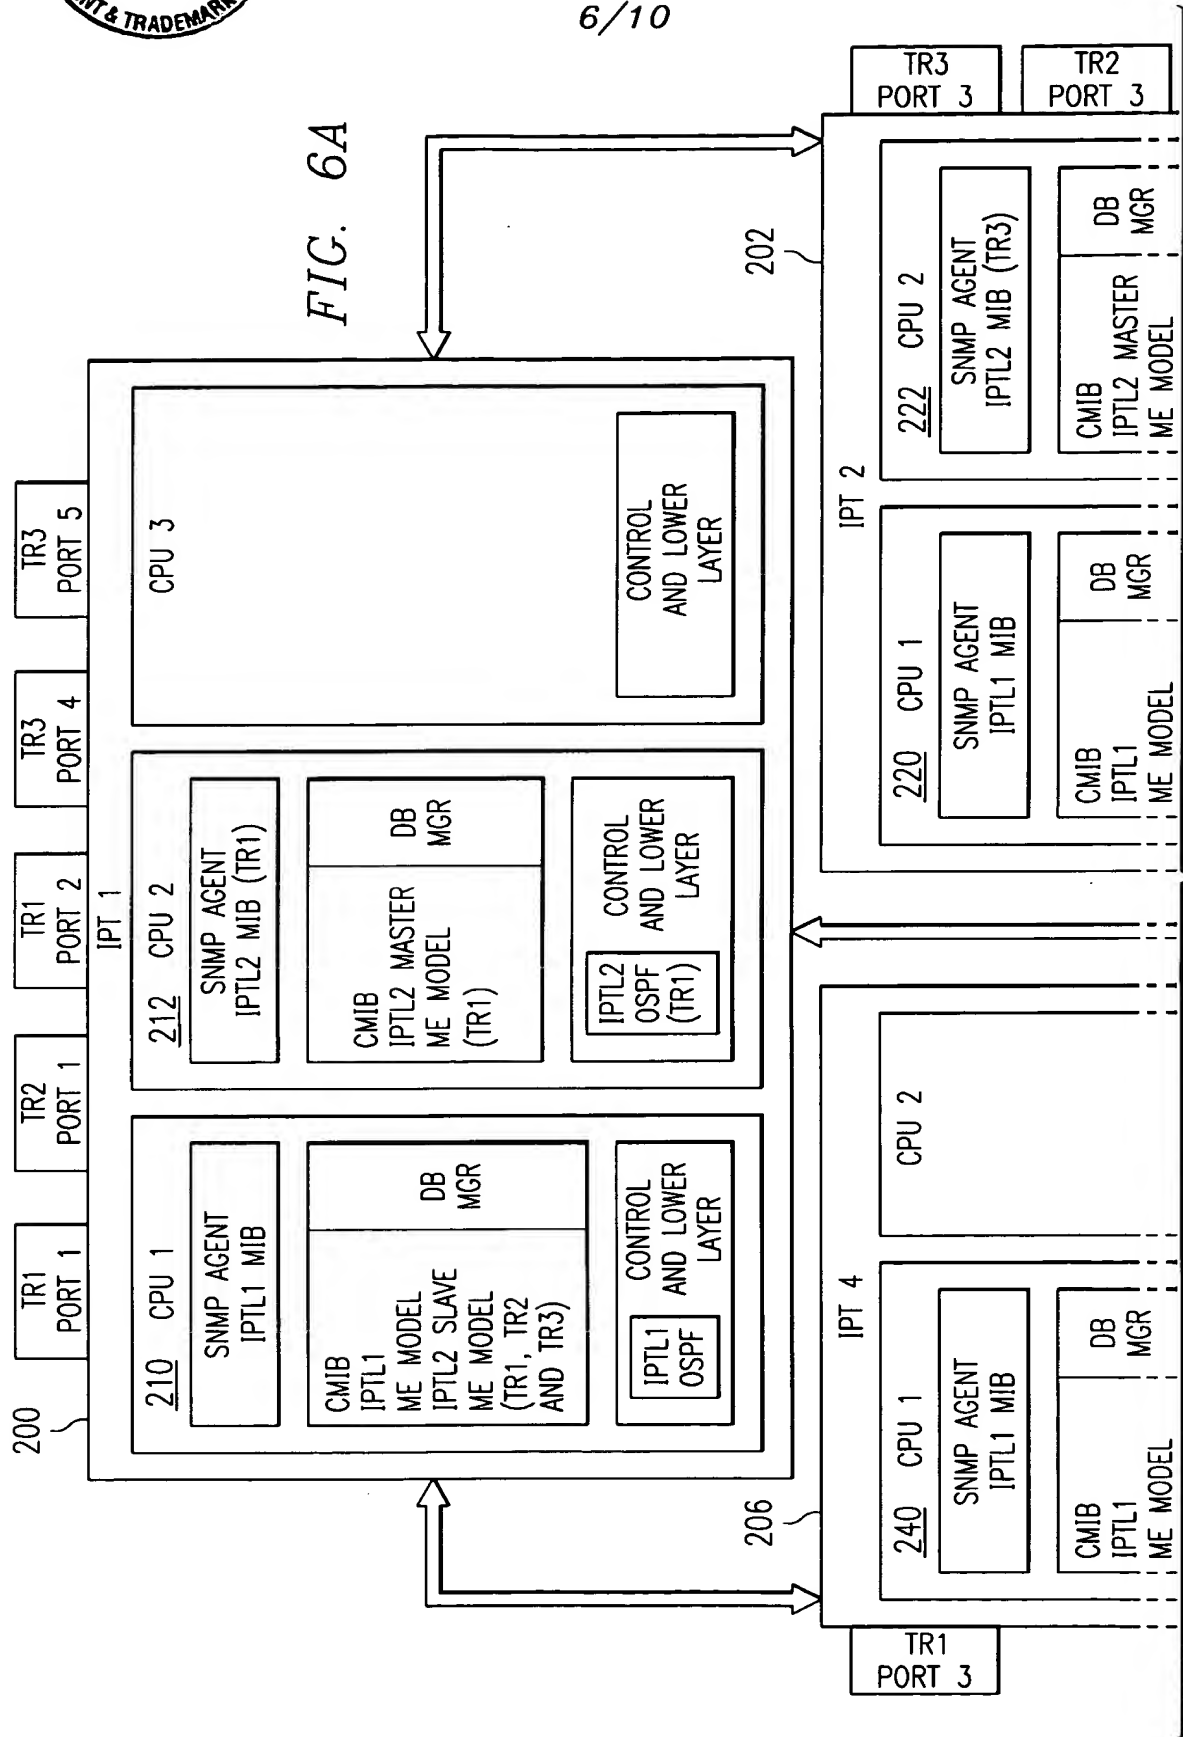 NT & TRADEMAR
6/10
FIG. 6A
200
TR1
PORT 1
TR2
PORT 1
TR1
PORT 2
TR3
PORT 4
TR3
PORT 5
IPT 1
210 CPU 1
SNMP AGENT
IPTL1 MIB
CMIB
IPTL1
ME MODEL
IPTL2 SLAVE
ME MODEL
(TR1, TR2
AND TR3)
DB
MGR
IPTL1
OSPF
CONTROL
AND LOWER
LAYER
212 CPU 2
SNMP AGENT
IPTL2 MIB (TR1)
CMIB
IPTL2 MASTER
ME MODEL
(TR1)
DB
MGR
IPTL2
OSPF
(TR1)
CONTROL
AND LOWER
LAYER
CPU 3
CONTROL
AND LOWER
LAYER
206
TR1
PORT 3
IPT 4
240 CPU 1
SNMP AGENT
IPTL1 MIB
CMIB
IPTL1
ME MODEL
DB
MGR
CPU 2
202
IPT 2
220 CPU 1
SNMP AGENT
IPTL1 MIB
CMIB
IPTL1
ME MODEL
DB
MGR
222 CPU 2
SNMP AGENT
IPTL2 MIB (TR3)
CMIB
IPTL2 MASTER
ME MODEL
DB
MGR
TR3
PORT 3
TR2
PORT 3